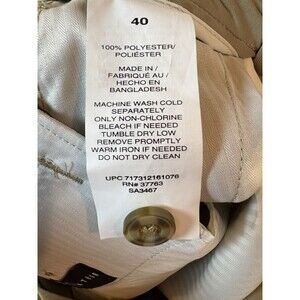 40
100% POLYESTER/
POLIÉSTER
MADE IN /
FABRIQUÉ AU /
HECHO EN
BANGLADESH
MACHINE WASH COLD
SEPARATELY
ONLY NON-CHLORINE
BLEACH IF NEEDED
TUMBLE DRY LOW
REMOVE PROMPTLY
WARM IRON IF NEEDED
DO NOT DRY CLEAN
UPC 717312161076
RN# 37763
SA3467